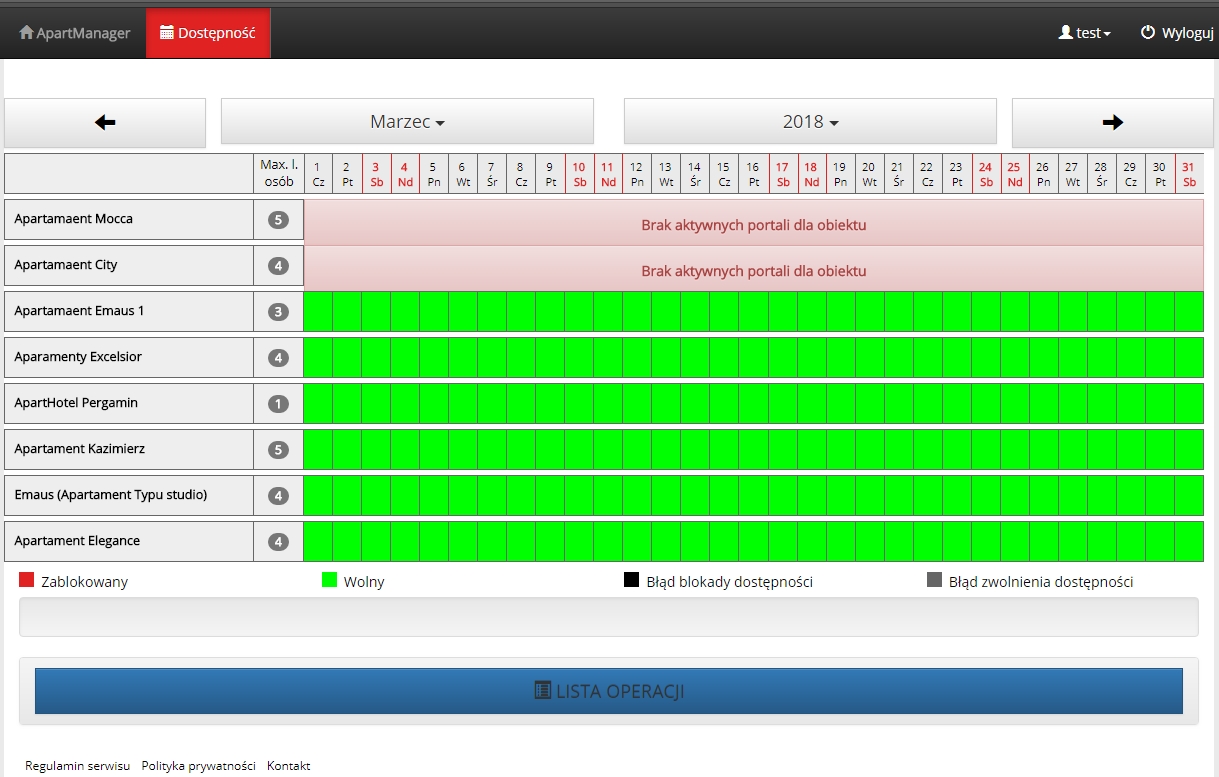 ApartManager Dostępność test Wyloguj
Marzec 2018
Max. l. osób
1 2 3 4 5 6 7 8 9 10 11 12 13 14 15 16 17 18 19 20 21 22 23 24 25 26 27 28 29 30 31
Cz Pt Sb Nd Pn Wt Śr Cz Pt Sb Nd Pn Wt Śr Cz Pt Sb Nd Pn Wt Śr Cz Pt Sb Nd Pn Wt Śr Cz Pt Sb
Apartamaent Mocca 5 Brak aktywnych portali dla obiektu
Apartamaent City 4 Brak aktywnych portali dla obiektu
Apartamaent Emaus 1 3
Aparamenty Excelsior 4
ApartHotel Pergamin 1
Apartament Kazimierz 5
Emaus (Apartament Typu studio) 4
Apartament Elegance 4
Zablokowany Wolny Błąd blokady dostępności Błąd zwolnienia dostępności
LISTA OPERACJI
Regulamin serwisu Polityka prywatności Kontakt